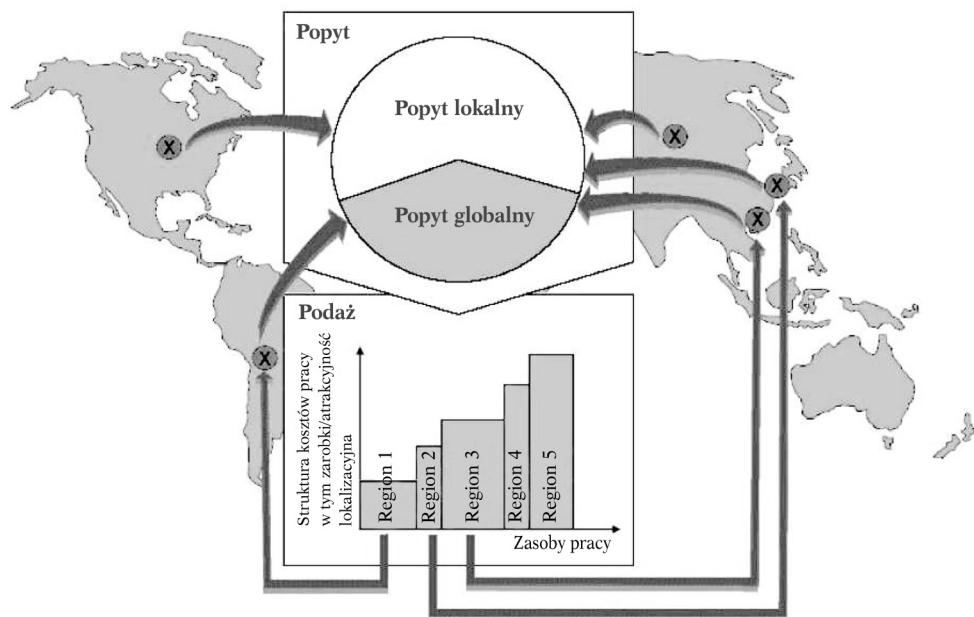 Popyt
Popyt lokalny
X
X
X
Popyt globalny
X
Podaż
X
Struktura kosztów pracy
w tym zarobki/atrakcyjność
lokalizacyjna
Region 1
Region 2
Region 3
Region 4
Region 5
Zasoby pracy